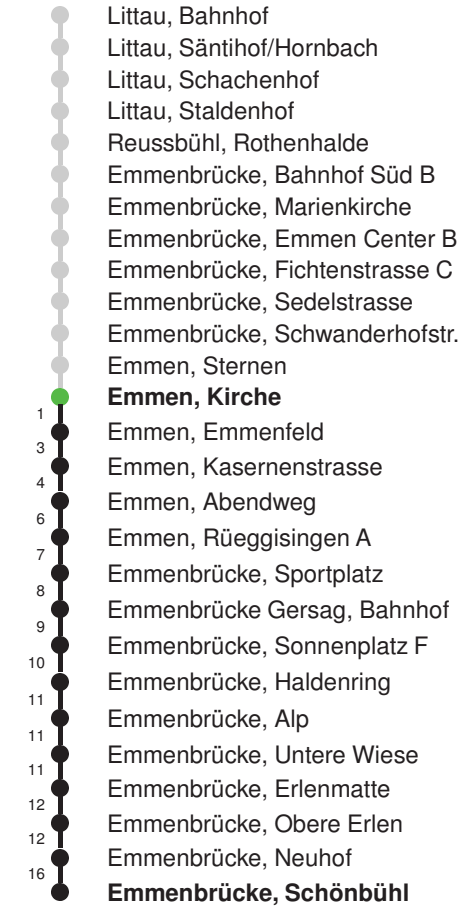 Littau, Bahnhof
Littau, Säntihof/Hornbach
Littau, Schachenhof
Littau, Staldenhof
Reussbühl, Rothenhalde
Emmenbrücke, Bahnhof Süd B
Emmenbrücke, Marienkirche
Emmenbrücke, Emmen Center B
Emmenbrücke, Fichtenstrasse C
Emmenbrücke, Sedelstrasse
Emmenbrücke, Schwanderhofstr.
Emmen, Sternen
Emmen, Kirche
1
Emmen, Emmenfeld
3
Emmen, Kasernenstrasse
4
Emmen, Abendweg
6
Emmen, Rüeggisingen A
7
Emmenbrücke, Sportplatz
8
Emmenbrücke Gersag, Bahnhof
9
Emmenbrücke, Sonnenplatz F
10
Emmenbrücke, Haldenring
11
Emmenbrücke, Alp
11
Emmenbrücke, Untere Wiese
11
Emmenbrücke, Erlenmatte
12
Emmenbrücke, Obere Erlen
12
Emmenbrücke, Neuhof
16
Emmenbrücke, Schönbühl